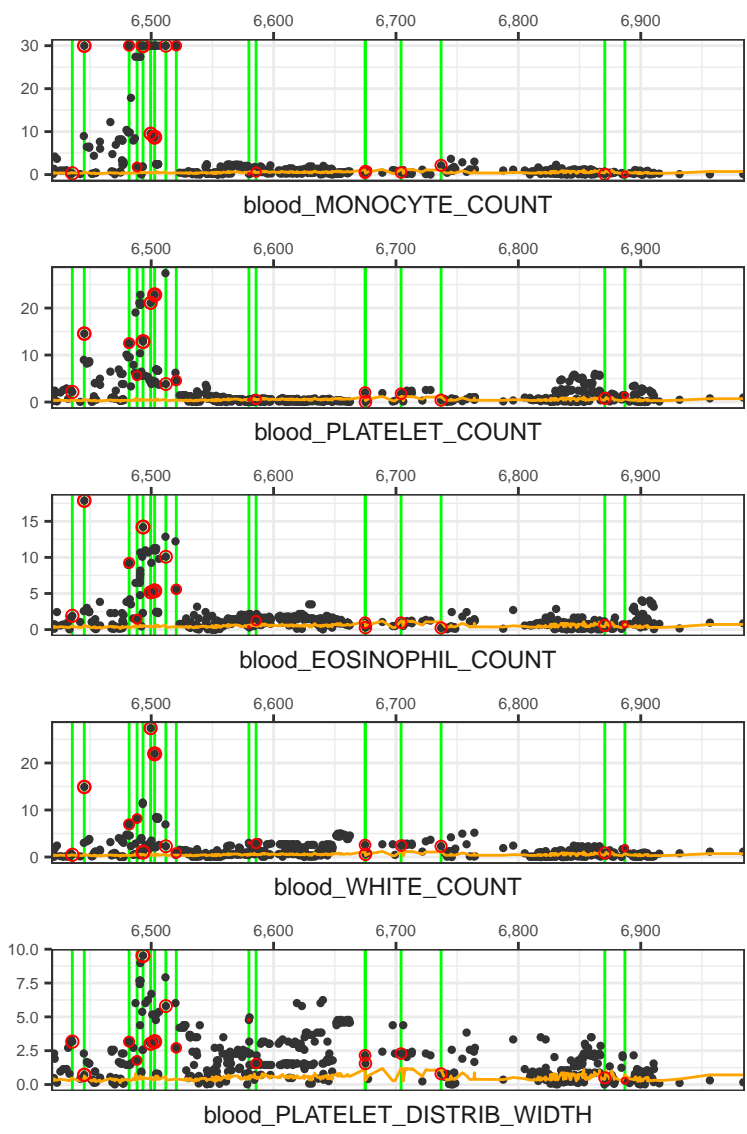 6,500 6,600 6,700 6,800 6,900
30
20
10
0
blood_MONOCYTE_COUNT
6,500 6,600 6,700 6,800 6,900
20
10
0
blood_PLATELET_COUNT
6,500 6,600 6,700 6,800 6,900
15
10
5
0
blood_EOSINOPHIL_COUNT
6,500 6,600 6,700 6,800 6,900
20
10
0
blood_WHITE_COUNT
6,500 6,600 6,700 6,800 6,900
10.0
7.5
5.0
2.5
0.0
blood_PLATELET_DISTRIB_WIDTH